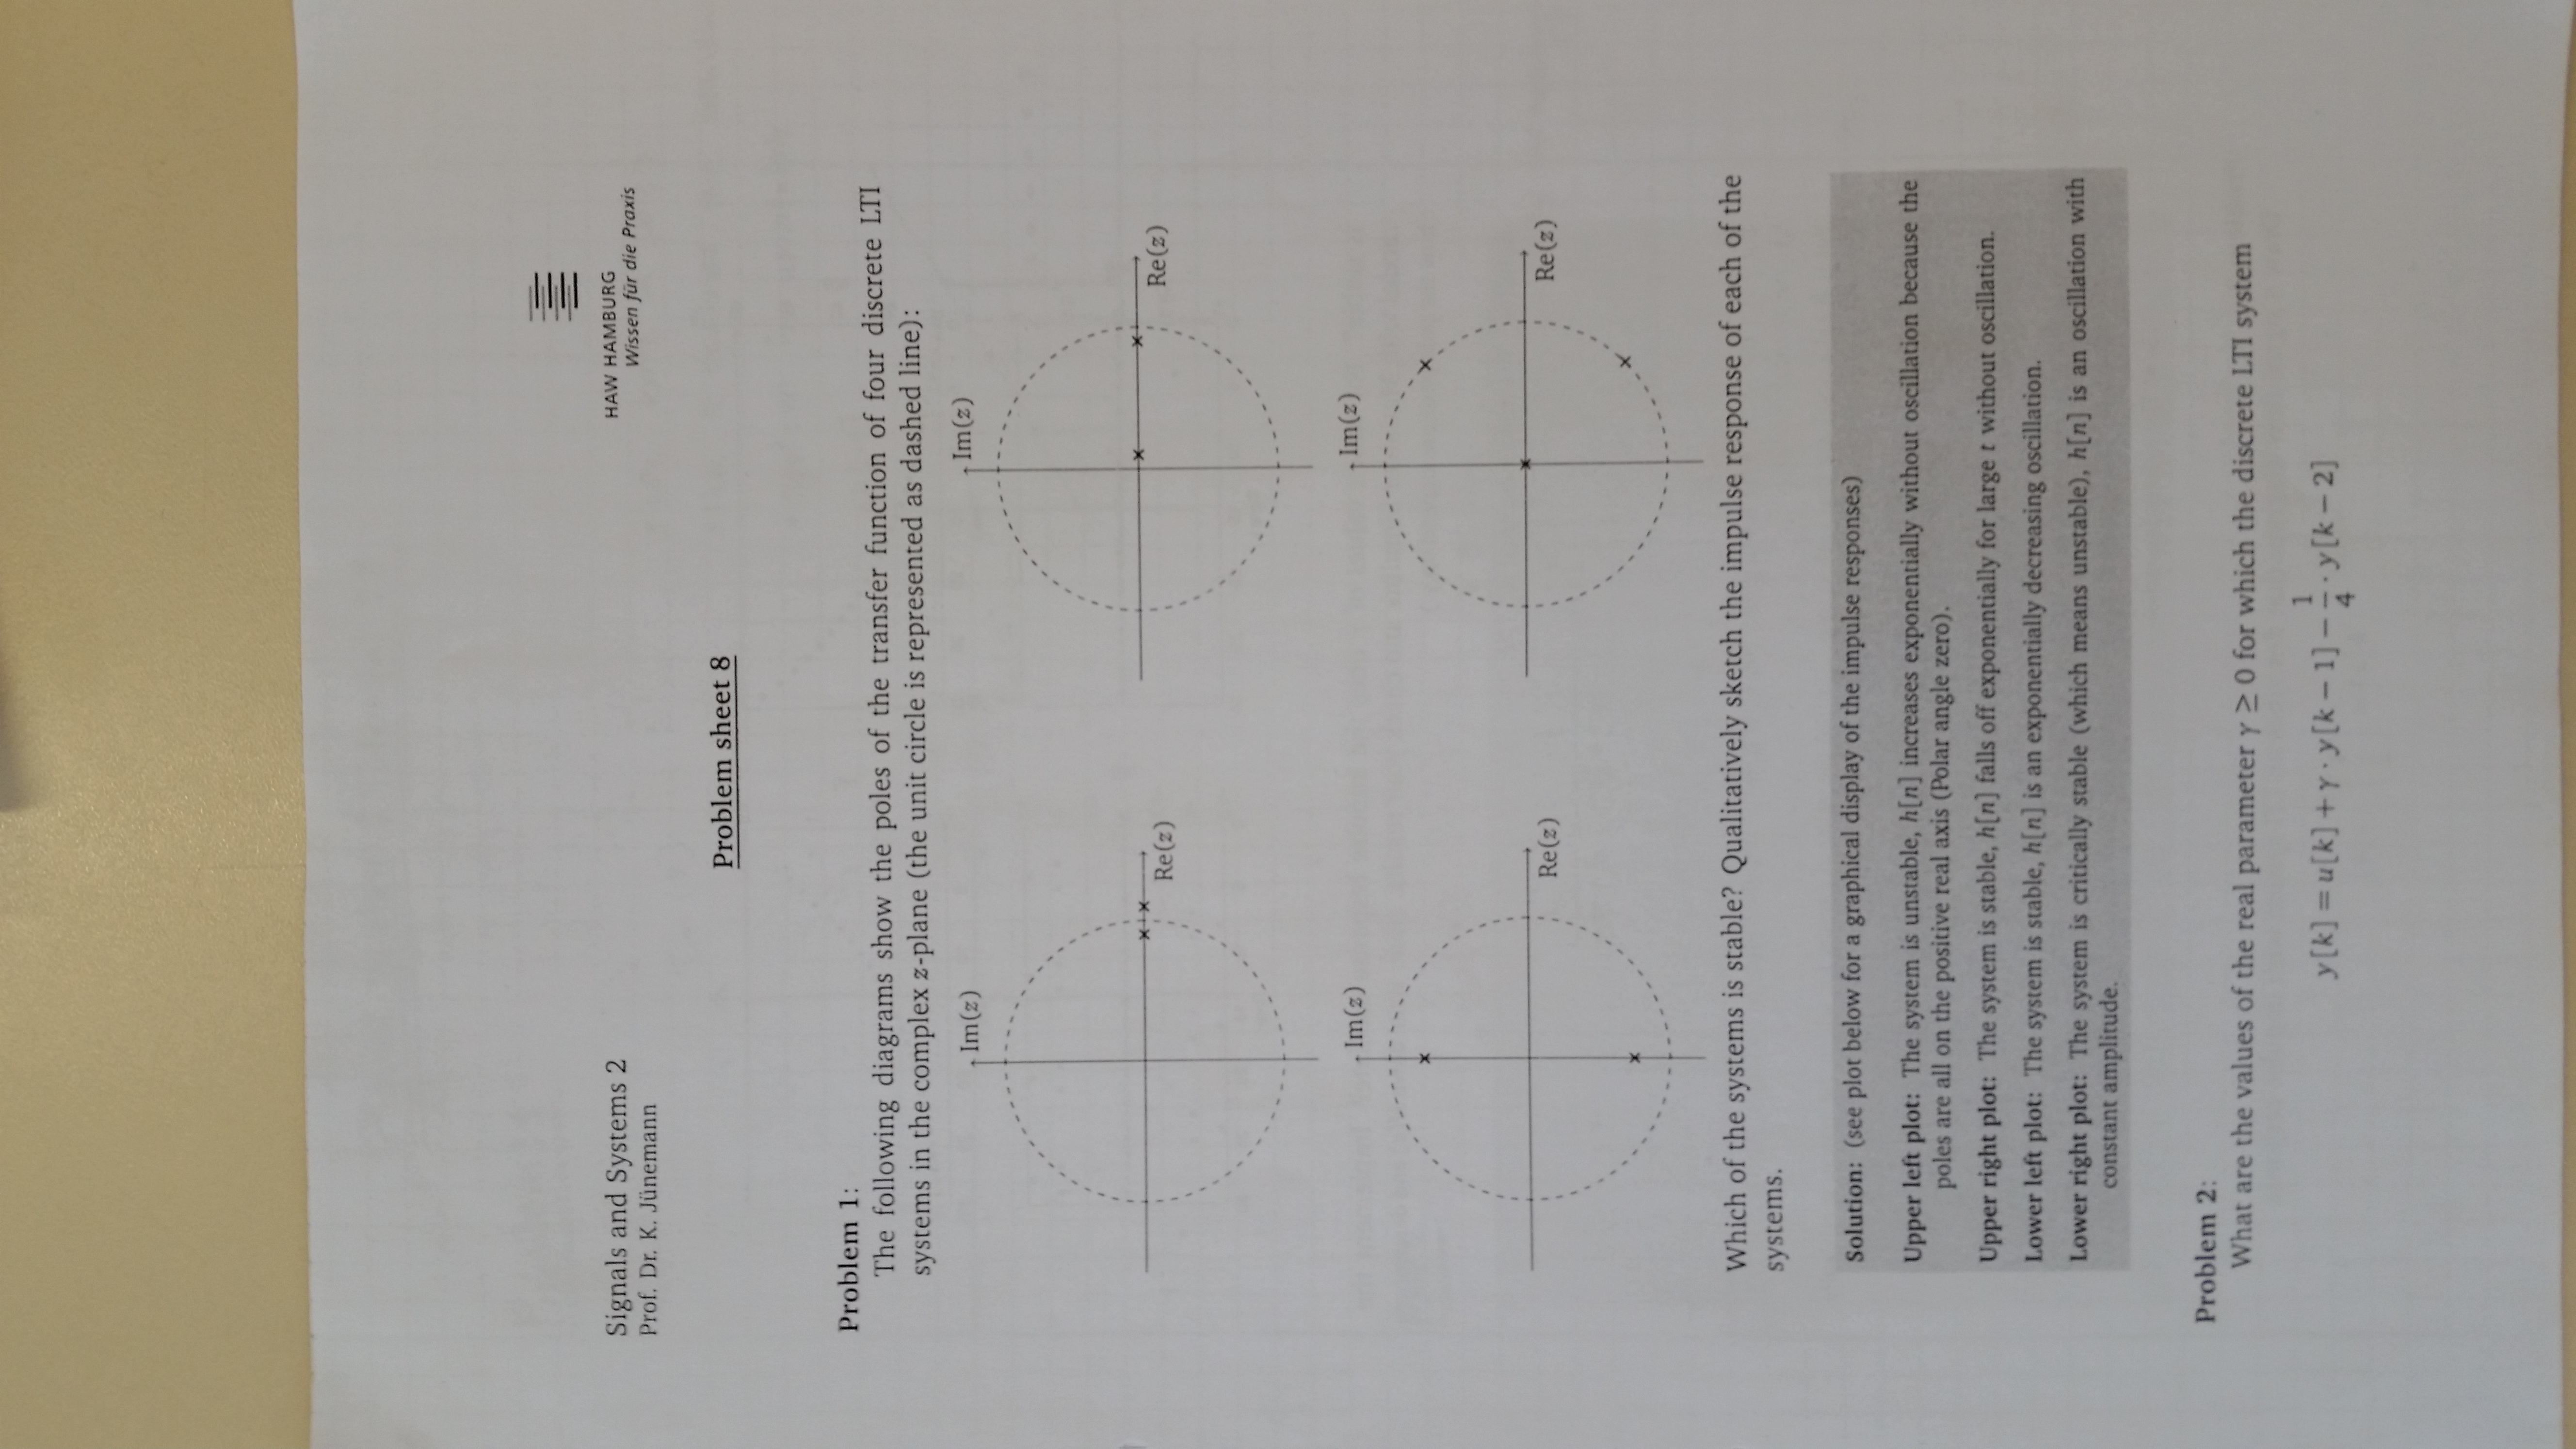 HAW HAMBURG
Wissen für die Praxis
Signals and Systems 2
Prof. Dr. K. Jünemann
Problem sheet 8
Problem 1:
The following diagrams show the poles of the transfer function of four discrete LTI
systems in the complex z-plane (the unit circle is represented as dashed line):
Im(z)
Re(z)
Im(z)
Re(z)
Im(z)
Re(z)
Im(z)
Re(z)
Which of the systems is stable? Qualitatively sketch the impulse response of each of the
systems.
Solution: (see plot below for a graphical display of the impulse responses)
Upper left plot: The system is unstable, h[n] increases exponentially without oscillation because the
poles are all on the positive real axis (Polar angle zero).
Upper right plot: The system is stable, h[n] falls off exponentially for large t without oscillation.
Lower left plot: The system is stable, h[n] is an exponentially decreasing oscillation.
Lower right plot: The system is critically stable (which means unstable), h[n] is an oscillation with
constant amplitude.
Problem 2:
What are the values of the real parameter γ ≥ 0 for which the discrete LTI system
y[k] = u[k] + γ · y[k − 1] − 1/4 · y[k − 2]